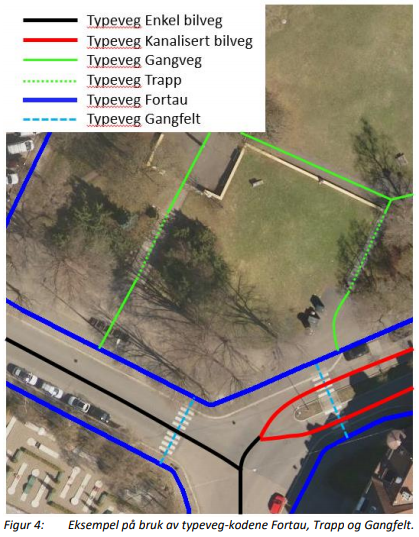 Typeveg Enkel bilveg
Typeveg Kanalisert bilveg
Typeveg Gangveg
Typeveg Trapp
Typeveg Fortau
Typeveg Gangfelt
Figur 4: Eksempel på bruk av typeveg-kodene Fortau, Trapp og Gangfelt.